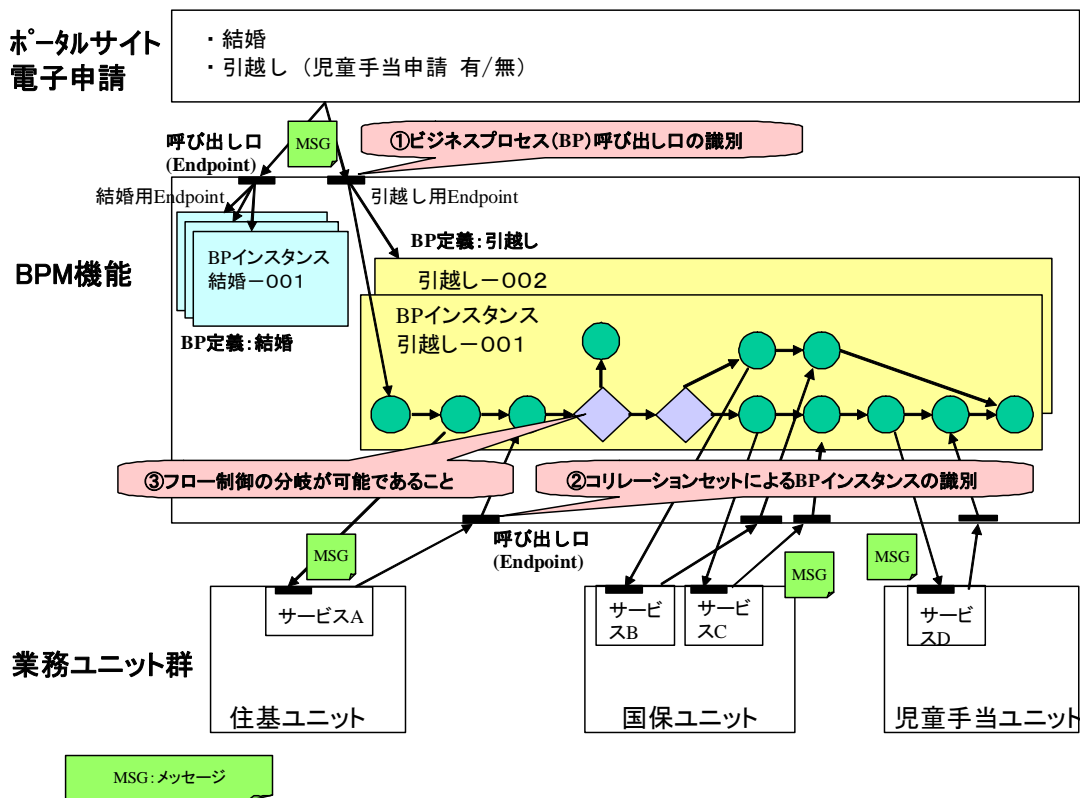 ポータルサイト
電子申請
・結婚
・引越し（児童手当申請 有/無）
呼び出し口
(Endpoint)
MSG
①ビジネスプロセス（BP）呼び出し口の識別
結婚用Endpoint
引越し用Endpoint
BP定義：引越し
BPM機能
BPインスタンス
結婚－００１
BP定義：結婚
引越しー００２
BPインスタンス
引越しー００１
③フロー制御の分岐が可能であること
②コリレーションセットによるBPインスタンスの識別
呼び出し口
(Endpoint)
MSG
MSG
MSG
サービスA
サービ
スB
サービ
スC
サービ
スD
業務ユニット群
住基ユニット
国保ユニット
児童手当ユニット
MSG：メッセージ